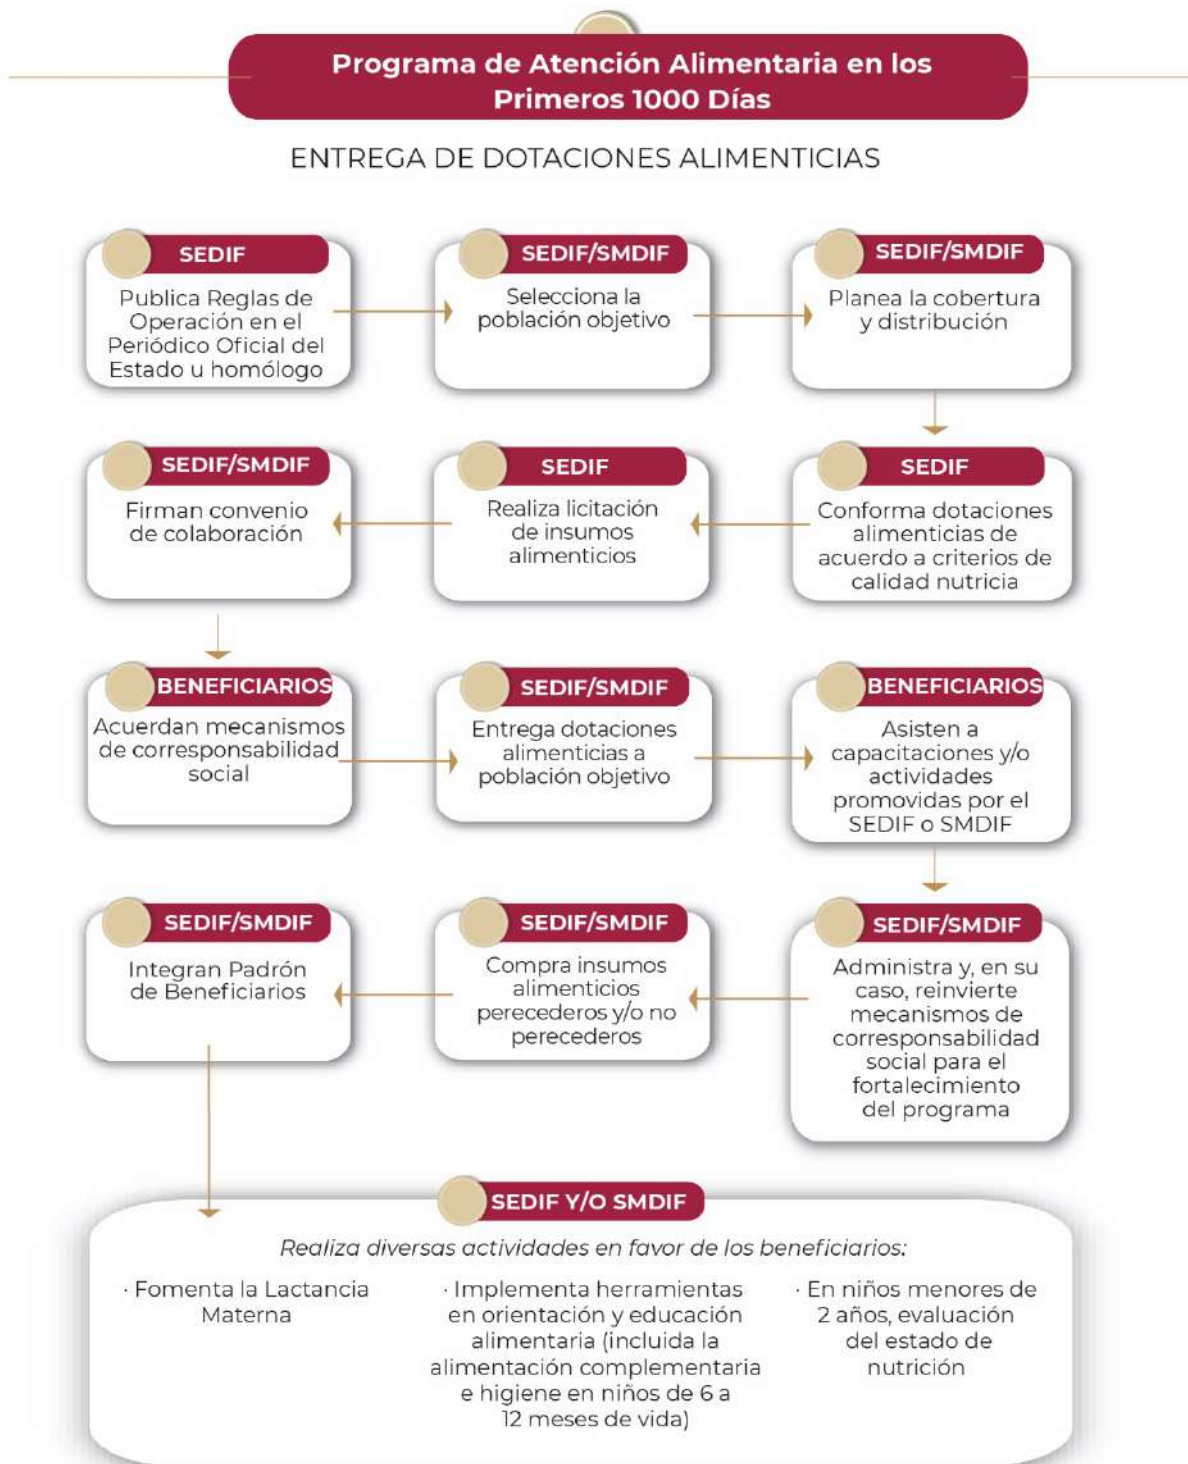 Programa de Atención Alimentaria en los
Primeros 1000 Días
ENTREGA DE DOTACIONES ALIMENTICIAS
SEDIF
Publica Reglas de
Operación en el
Periódico Oficial del
Estado u homólogo
SEDIF/SMDIF
Selecciona la
población objetivo
SEDIF/SMDIF
Planea la cobertura
y distribución
SEDIF
Conforma dotaciones
alimenticias de
acuerdo a criterios de
calidad nutricia
SEDIF
Realiza licitación
de insumos
alimenticios
SEDIF/SMDIF
Firman convenio
de colaboración
BENEFICIARIOS
Acuerdan mecanismos
de corresponsabilidad
social
SEDIF/SMDIF
Entrega dotaciones
alimenticias a
población objetivo
BENEFICIARIOS
Asisten a
capacitaciones y/o
actividades
promovidas por el
SEDIF o SMDIF
SEDIF/SMDIF
Administra y, en su
caso, reinvierte
mecanismos de
corresponsabilidad
social para el
fortalecimiento
del programa
SEDIF/SMDIF
Compra insumos
alimenticios
perecederos y/o no
perecederos
SEDIF/SMDIF
Integran Padrón
de Beneficiarios
SEDIF Y/O SMDIF
Realiza diversas actividades en favor de los beneficiarios:
· Fomenta la Lactancia
Materna
· Implementa herramientas
en orientación y educación
alimentaria (incluida la
alimentación complementaria
e higiene en niños de 6 a
12 meses de vida)
· En niños menores de
2 años, evaluación
del estado de
nutrición